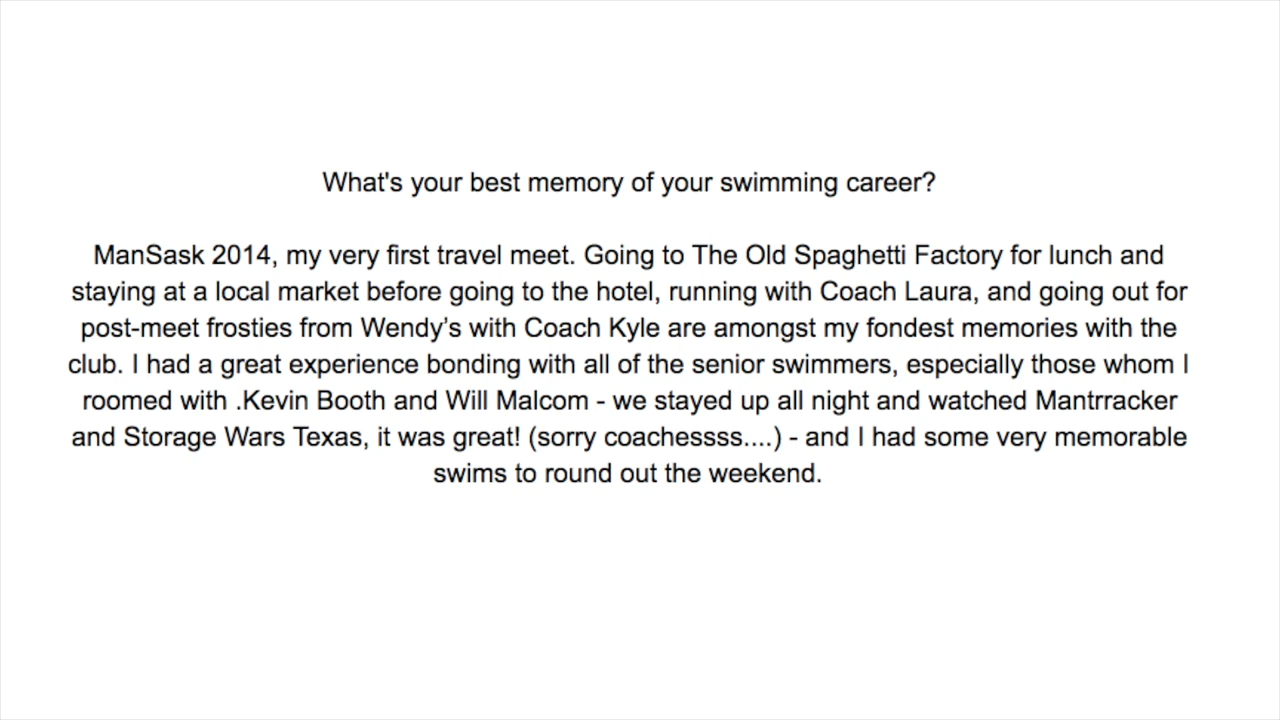 What's your best memory of your swimming career?
ManSask 2014, my very first travel meet. Going to The Old Spaghetti Factory for lunch and
staying at a local market before going to the hotel, running with Coach Laura, and going out for
post-meet frosties from Wendy’s with Coach Kyle are amongst my fondest memories with the
club. I had a great experience bonding with all of the senior swimmers, especially those whom I
roomed with .Kevin Booth and Will Malcom - we stayed up all night and watched Mantrracker
and Storage Wars Texas, it was great! (sorry coachessss....) - and I had some very memorable
swims to round out the weekend.